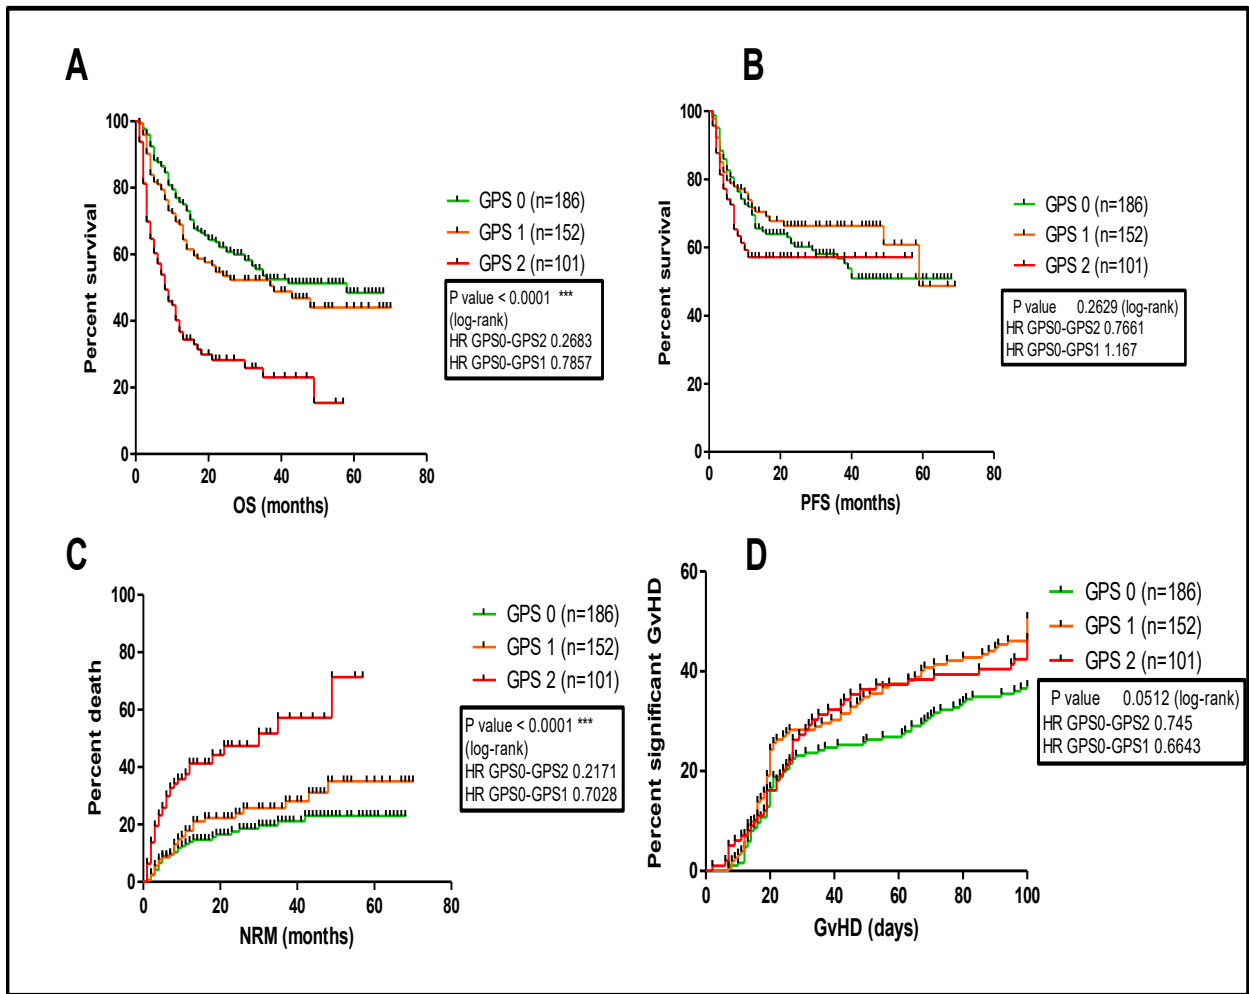 A
Percent survival
100
80
60
40
20
0
0 20 40 60 80
OS (months)
GPS 0 (n=186)
GPS 1 (n=152)
GPS 2 (n=101)
P value < 0.0001 ***
(log-rank)
HR GPS0-GPS2 0.2683
HR GPS0-GPS1 0.7857
B
Percent survival
100
80
60
40
20
0
0 20 40 60 80
PFS (months)
GPS 0 (n=186)
GPS 1 (n=152)
GPS 2 (n=101)
P value 0.2629 (log-rank)
HR GPS0-GPS2 0.7661
HR GPS0-GPS1 1.167
C
Percent death
100
80
60
40
20
0
0 20 40 60 80
NRM (months)
GPS 0 (n=186)
GPS 1 (n=152)
GPS 2 (n=101)
P value < 0.0001 ***
(log-rank)
HR GPS0-GPS2 0.2171
HR GPS0-GPS1 0.7028
D
Percent significant GvHD
60
40
20
0
0 20 40 60 80 100
GvHD (days)
GPS 0 (n=186)
GPS 1 (n=152)
GPS 2 (n=101)
P value 0.0512 (log-rank)
HR GPS0-GPS2 0.745
HR GPS0-GPS1 0.6643